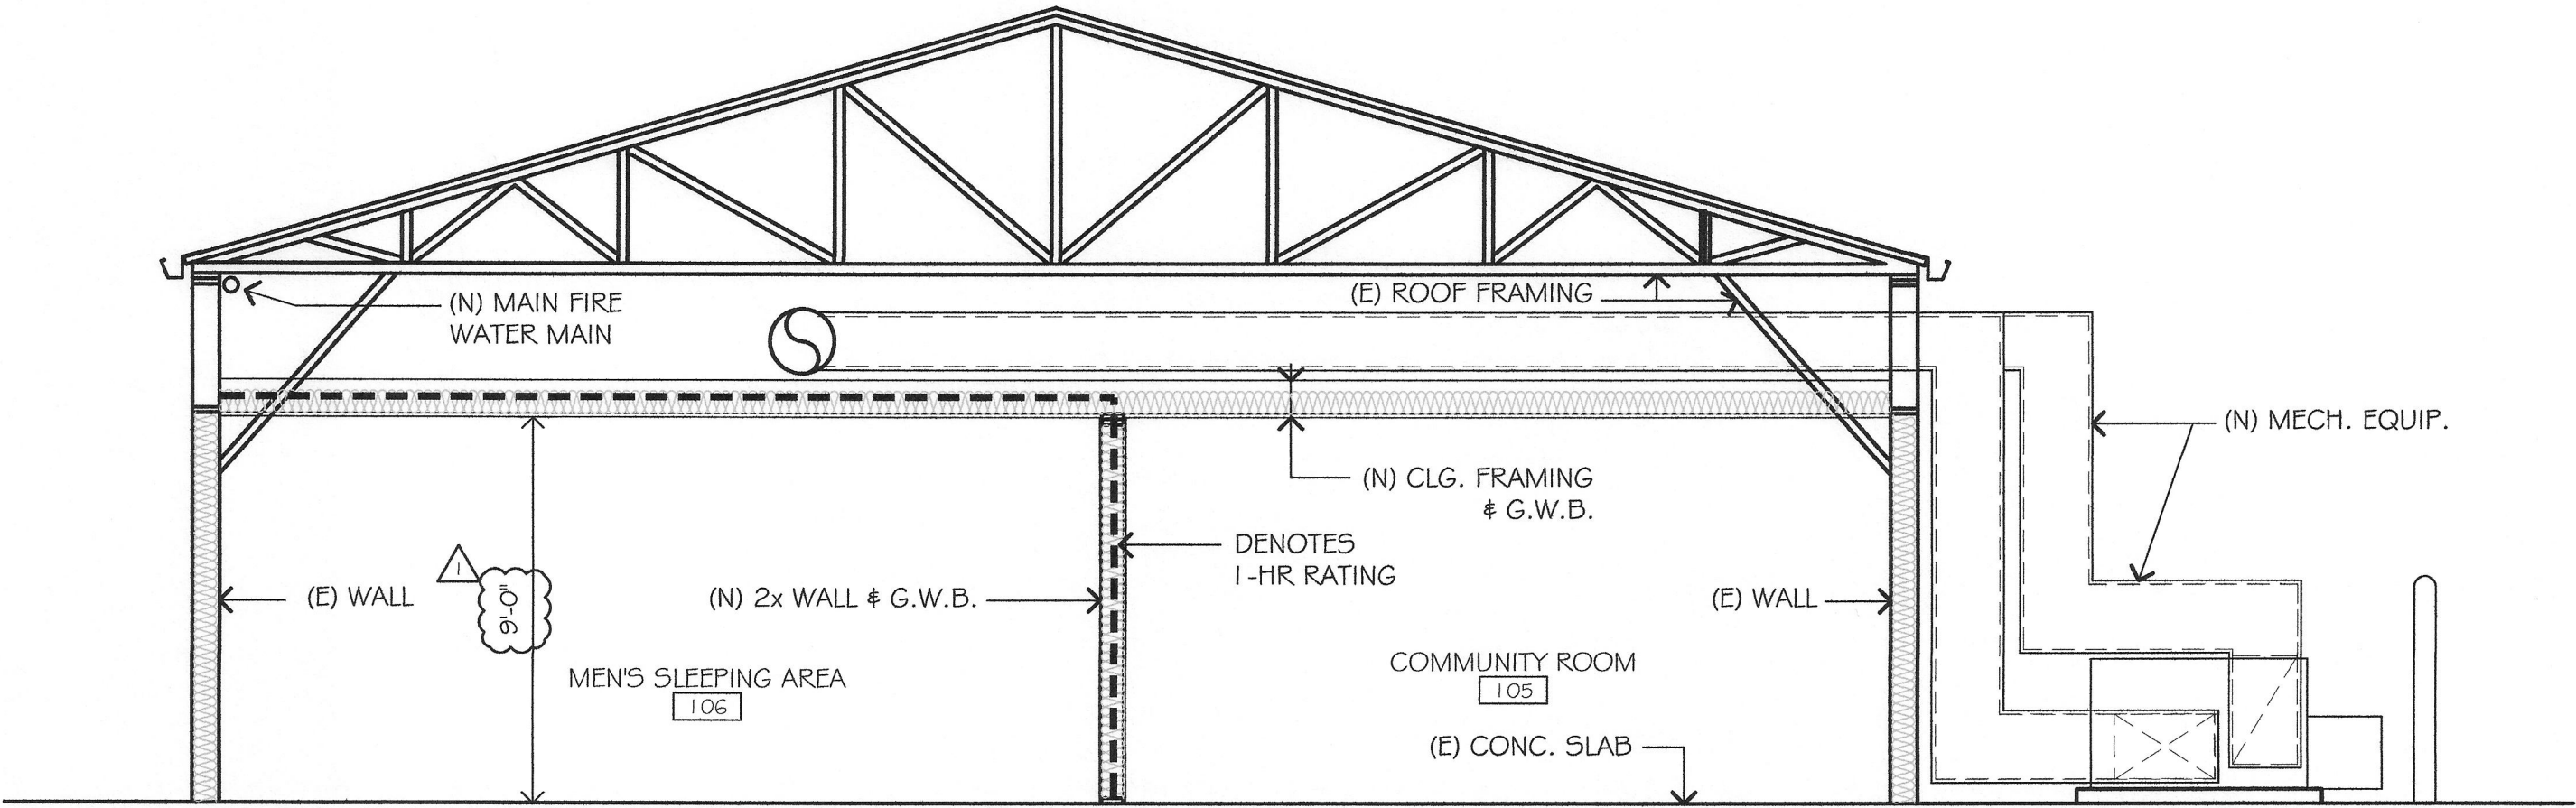 (N) MAIN FIRE
WATER MAIN
(E) ROOF FRAMING
(N) MECH. EQUIP.
(N) CLG. FRAMING
& G.W.B.
DENOTES
1-HR RATING
1
9'-0"
(E) WALL
(N) 2x WALL & G.W.B.
(E) WALL
MEN'S SLEEPING AREA
106
COMMUNITY ROOM
105
(E) CONC. SLAB